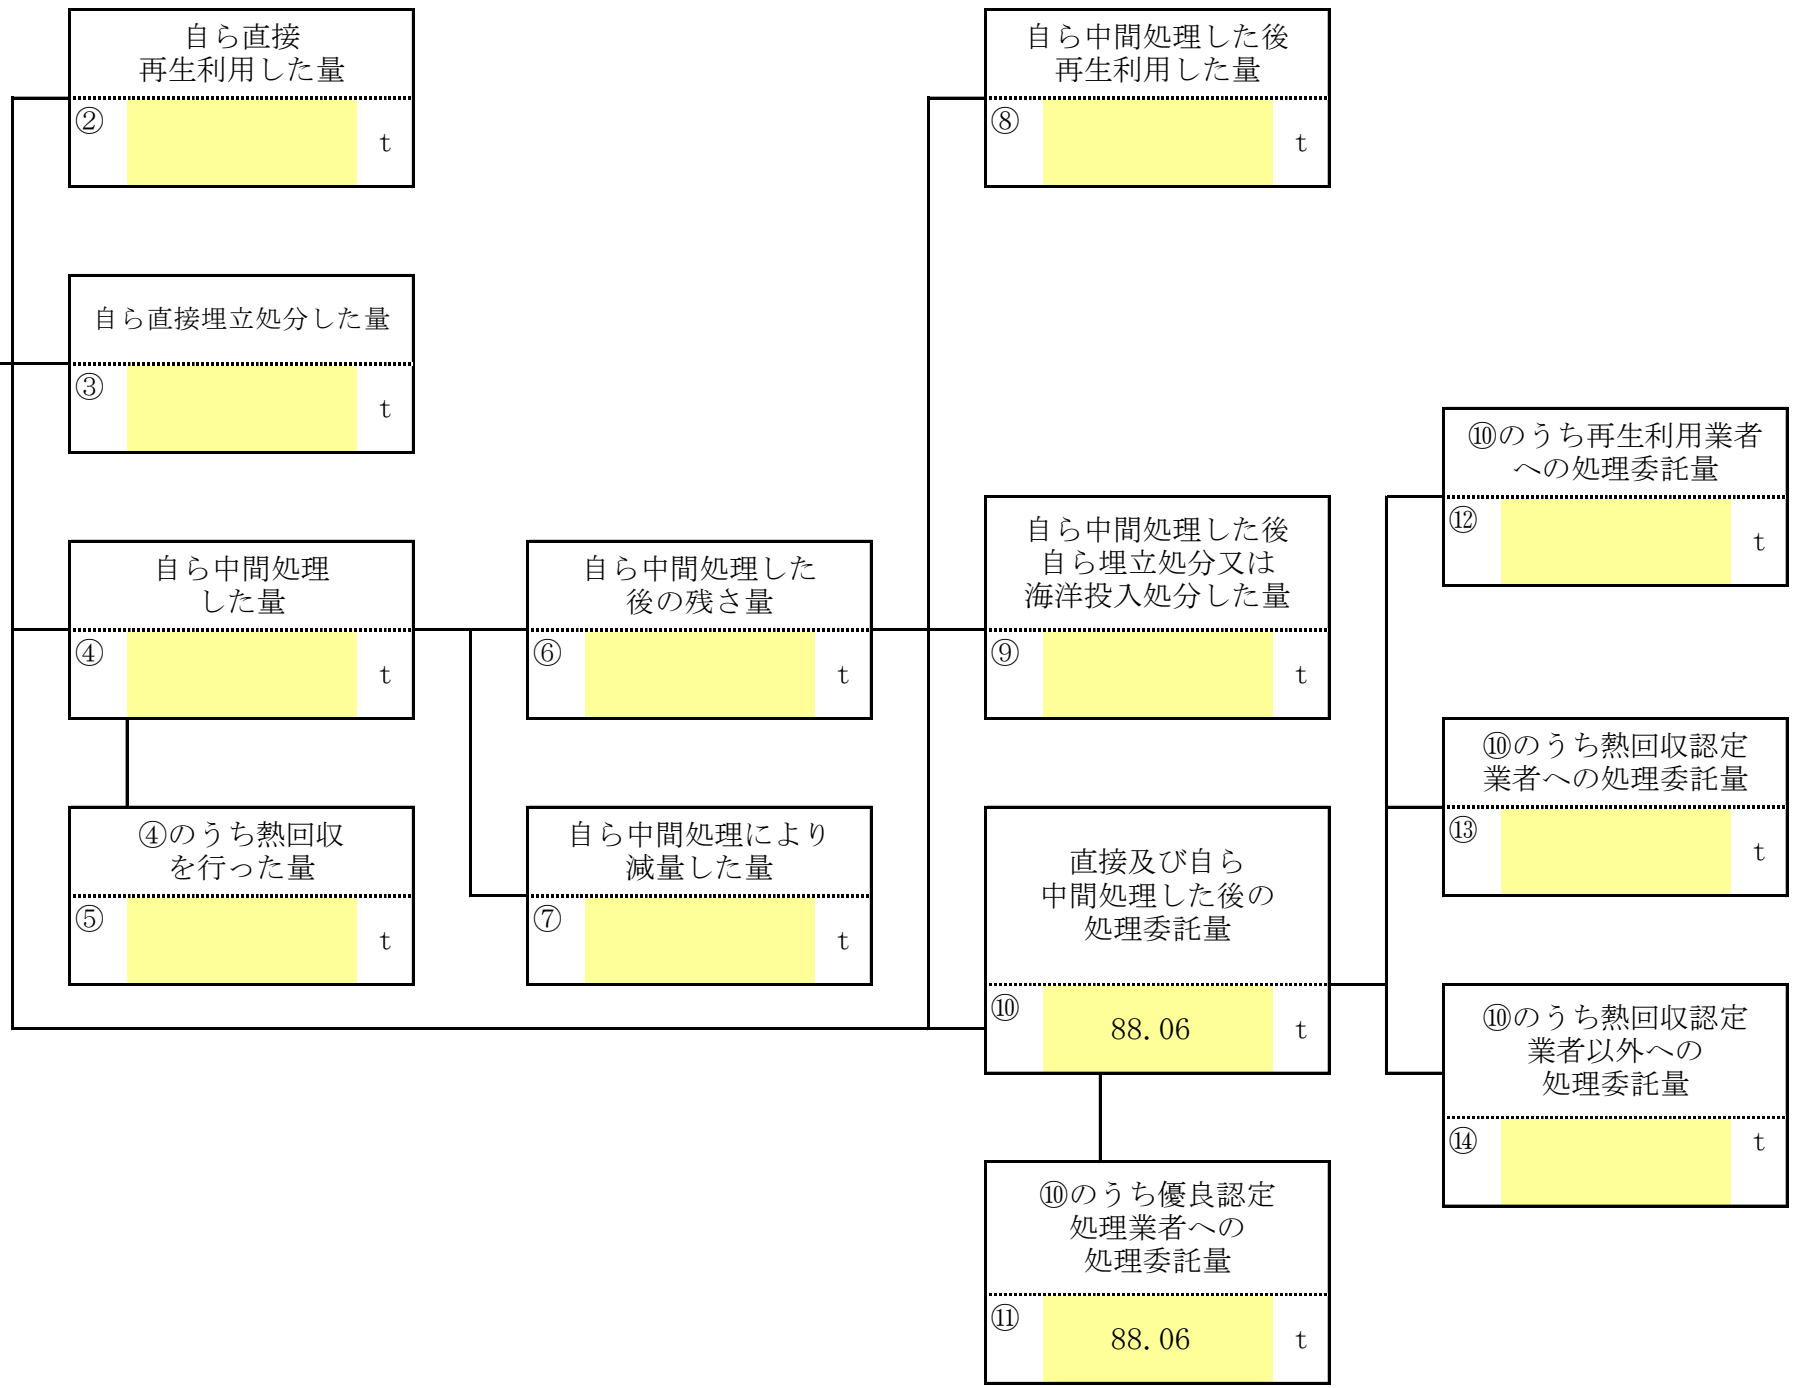 自ら直接
再生利用した量
②
t
自ら直接埋立処分した量
③
t
自ら中間処理
した量
④
t
④のうち熱回収
を行った量
⑤
t
自ら中間処理した
後の残さ量
⑥
t
自ら中間処理により
減量した量
⑦
t
自ら中間処理した後
再生利用した量
⑧
t
自ら中間処理した後
自ら埋立処分又は
海洋投入処分した量
⑨
t
直接及び自ら
中間処理した後の
処理委託量
⑩
88.06 t
⑩のうち優良認定
処理業者への
処理委託量
⑪
88.06 t
⑩のうち再生利用業者
への処理委託量
⑫
t
⑩のうち熱回収認定
業者への処理委託量
⑬
t
⑩のうち熱回収認定
業者以外への
処理委託量
⑭
t